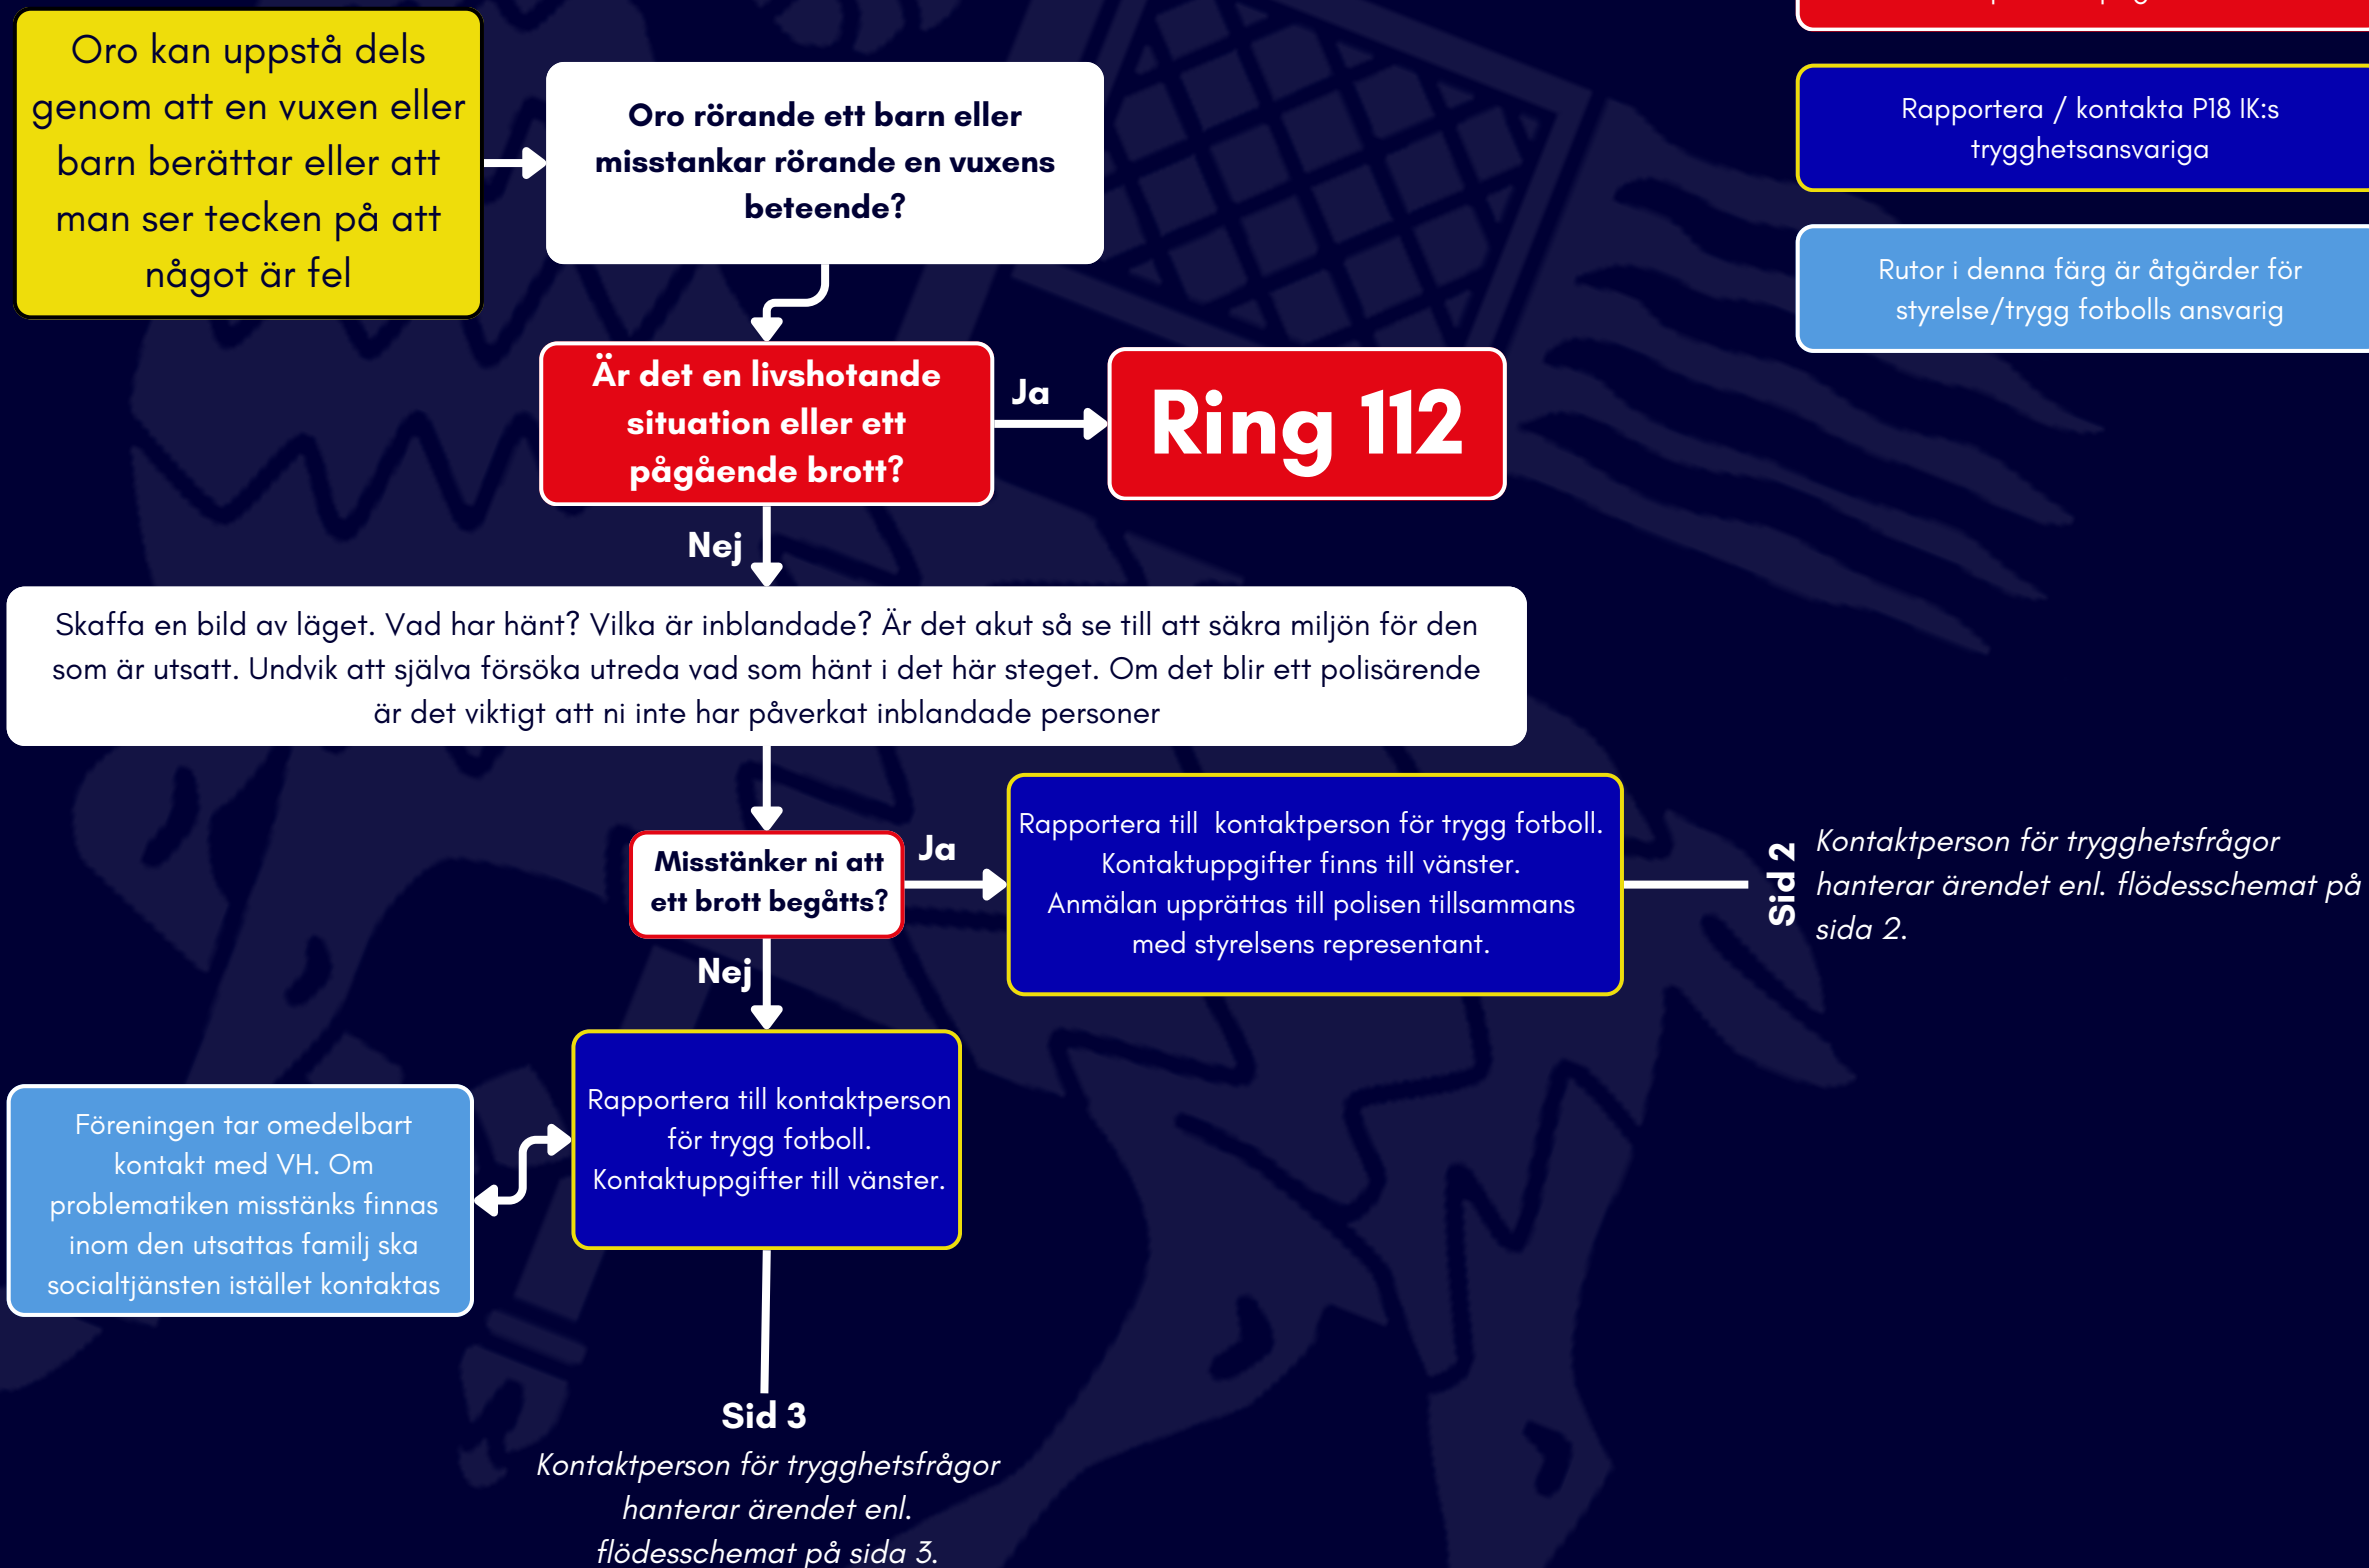 Oro kan uppstå dels
genom att en vuxen eller
barn berättar eller att
man ser tecken på att
något är fel
Oro rörande ett barn eller
misstankar rörande en vuxens
beteende?
Rapportera / kontakta P18 IK:s
trygghetsansvariga
Rutor i denna färg är åtgärder för
styrelse/trygg fotbolls ansvarig
Är det en livshotande
situation eller ett
pågående brott?
Ja
Ring 112
Nej
Skaffa en bild av läget. Vad har hänt? Vilka är inblandade? Är det akut så se till att säkra miljön för den
som är utsatt. Undvik att själva försöka utreda vad som hänt i det här steget. Om det blir ett polisärende
är det viktigt att ni inte har påverkat inblandade personer
Misstänker ni att
ett brott begåtts?
Ja
Rapportera till kontaktperson för trygg fotboll.
Kontaktuppgifter finns till vänster.
Anmälan upprättas till polisen tillsammans
med styrelsens representant.
Sid 2
Kontaktperson för trygghetsfrågor
hanterar ärendet enl. flödesschemat på
sida 2.
Nej
Rapportera till kontaktperson
för trygg fotboll.
Kontaktuppgifter till vänster.
Föreningen tar omedelbart
kontakt med VH. Om
problematiken misstänks finnas
inom den utsattas familj ska
socialtjänsten istället kontaktas
Sid 3
Kontaktperson för trygghetsfrågor
hanterar ärendet enl.
flödesschemat på sida 3.